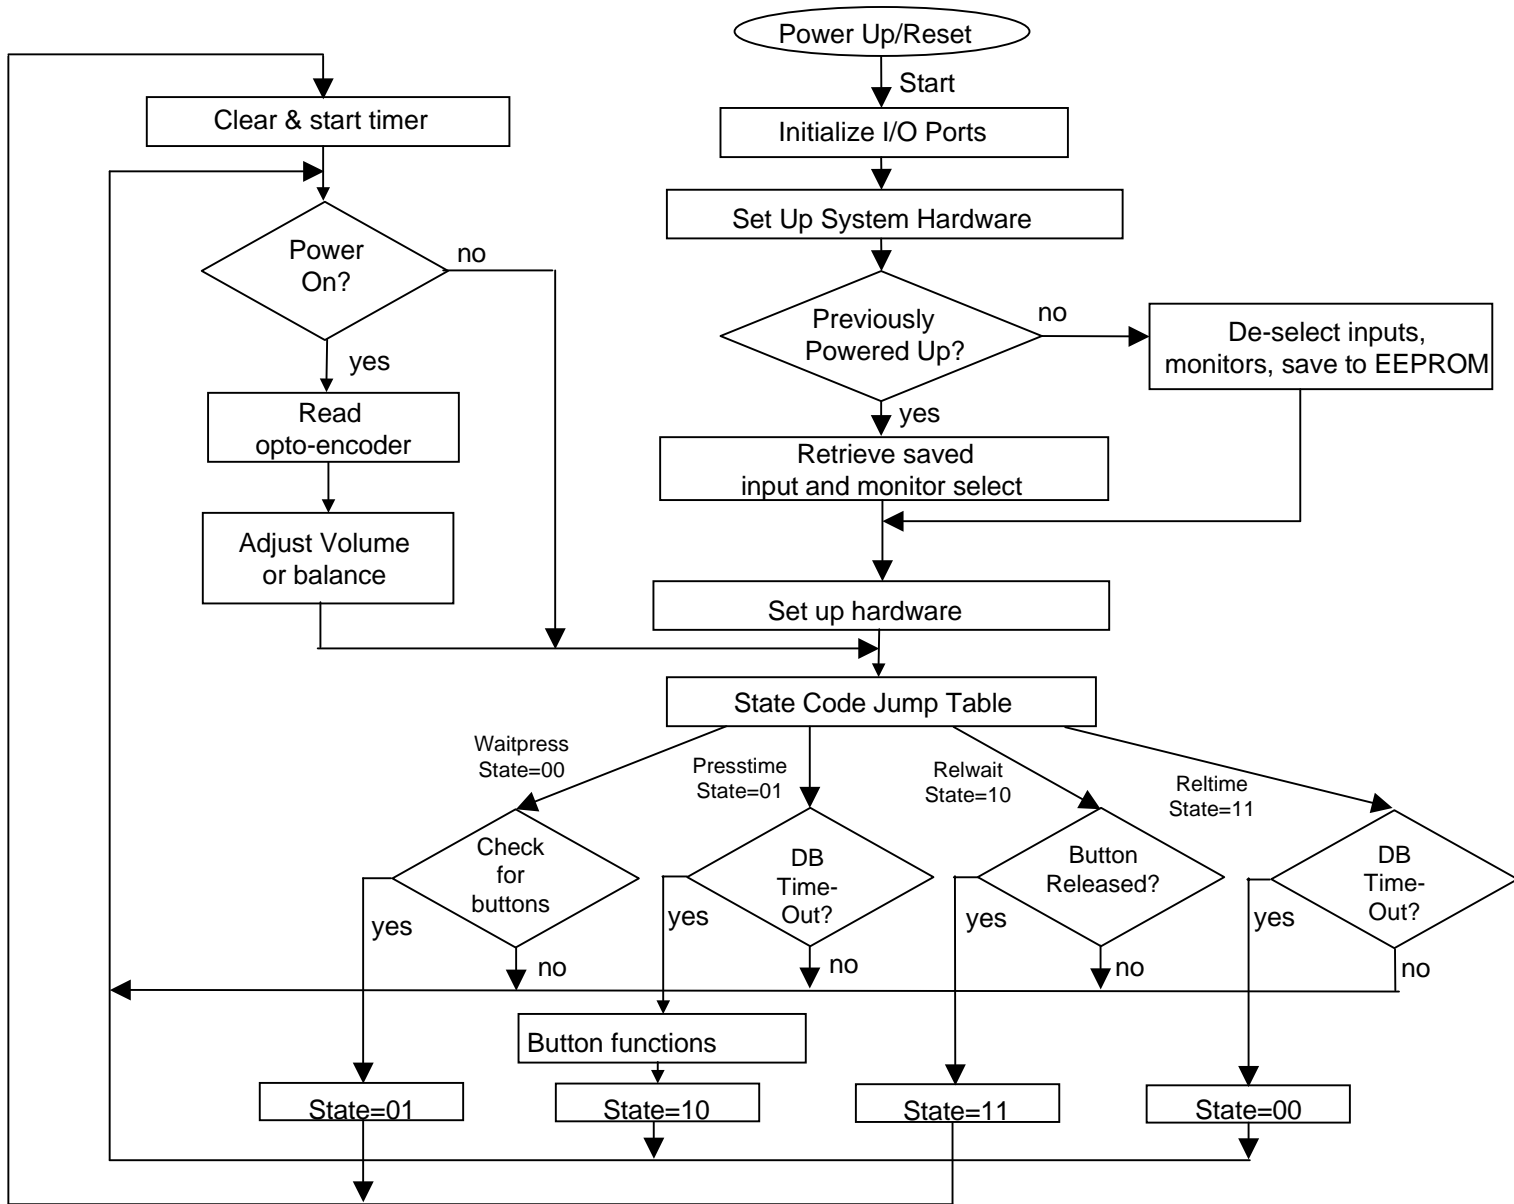 Power Up/Reset
Start
Clear & start timer
Initialize I/O Ports
Set Up System Hardware
Power
On?
no
yes
Previously
Powered Up?
no
yes
De-select inputs,
monitors, save to EEPROM
Read
opto-encoder
Retrieve saved
input and monitor select
Adjust Volume
or balance
Set up hardware
State Code Jump Table
Waitpress
State=00
Presstime
State=01
Relwait
State=10
Reltime
State=11
Check
for
buttons
yes
no
DB
Time-
Out?
yes
no
Button
Released?
yes
no
DB
Time-
Out?
yes
no
Button functions
State=01
State=10
State=11
State=00